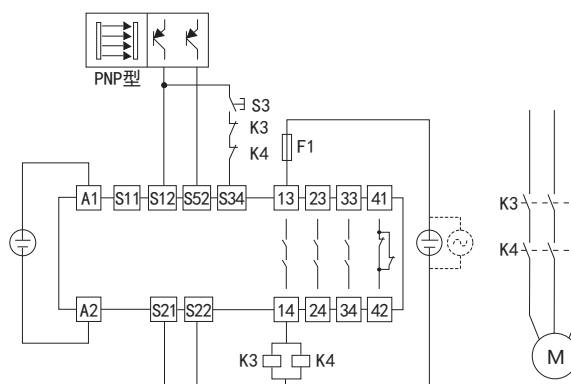 PNP型
S3
K3
K4
F1
A1 S11 S12 S52 S34 13 23 33 41
K3
K4
A2 S21 S22 14 24 34 42
K3 K4
M